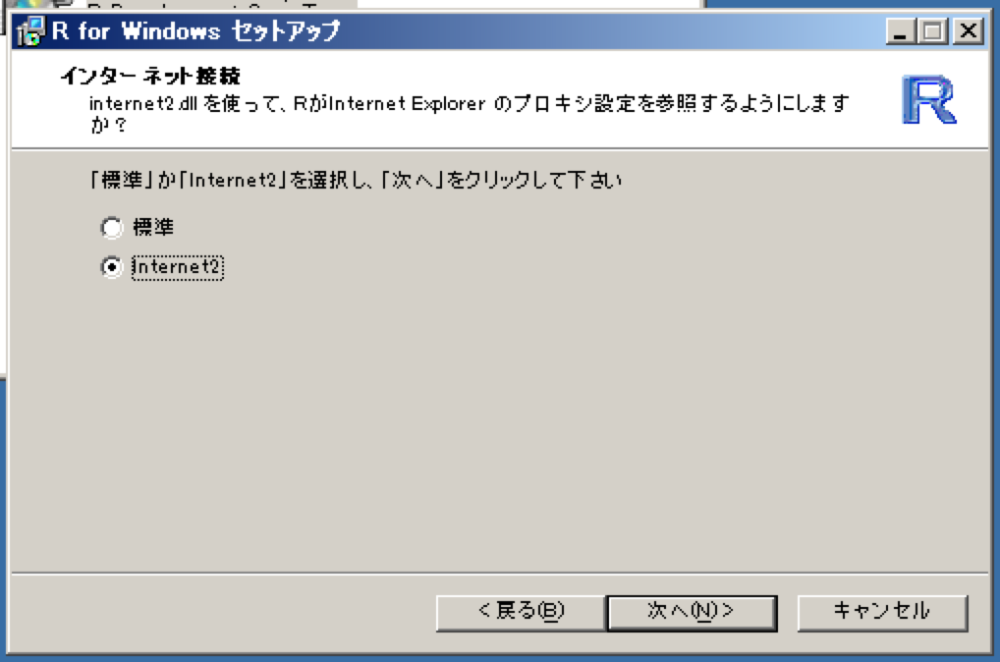 R for Windows セットアップ
インターネット接続
internet2.dll を使って、RがInternet Explorer のプロキシ設定を参照するようにします
か？
R
「標準」か「Internet2」を選択し、「次へ」をクリックして下さい
標準
Internet2
< 戻る(B)
次へ(N) >
キャンセル